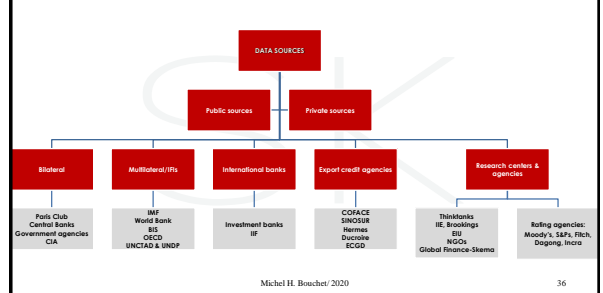 DATA SOURCES
Public sources
Private sources
Bilateral
Multilateral/IFIs
International banks
Export credit agencies
Research centers &
agencies
Paris Club
Central Banks
Government agencies
CIA
IMF
World Bank
BIS
OECD
UNCTAD & UNDP
Investment banks
IIF
COFACE
SINOSUR
Hermes
Ducroire
ECGD
Thinktanks
IIE, Brookings
EIU
NGOs
Global Finance-Skema
Rating agencies:
Moody's, S&Ps, Fitch,
Dagong, Incra
Michel H. Bouchet/ 2020
36